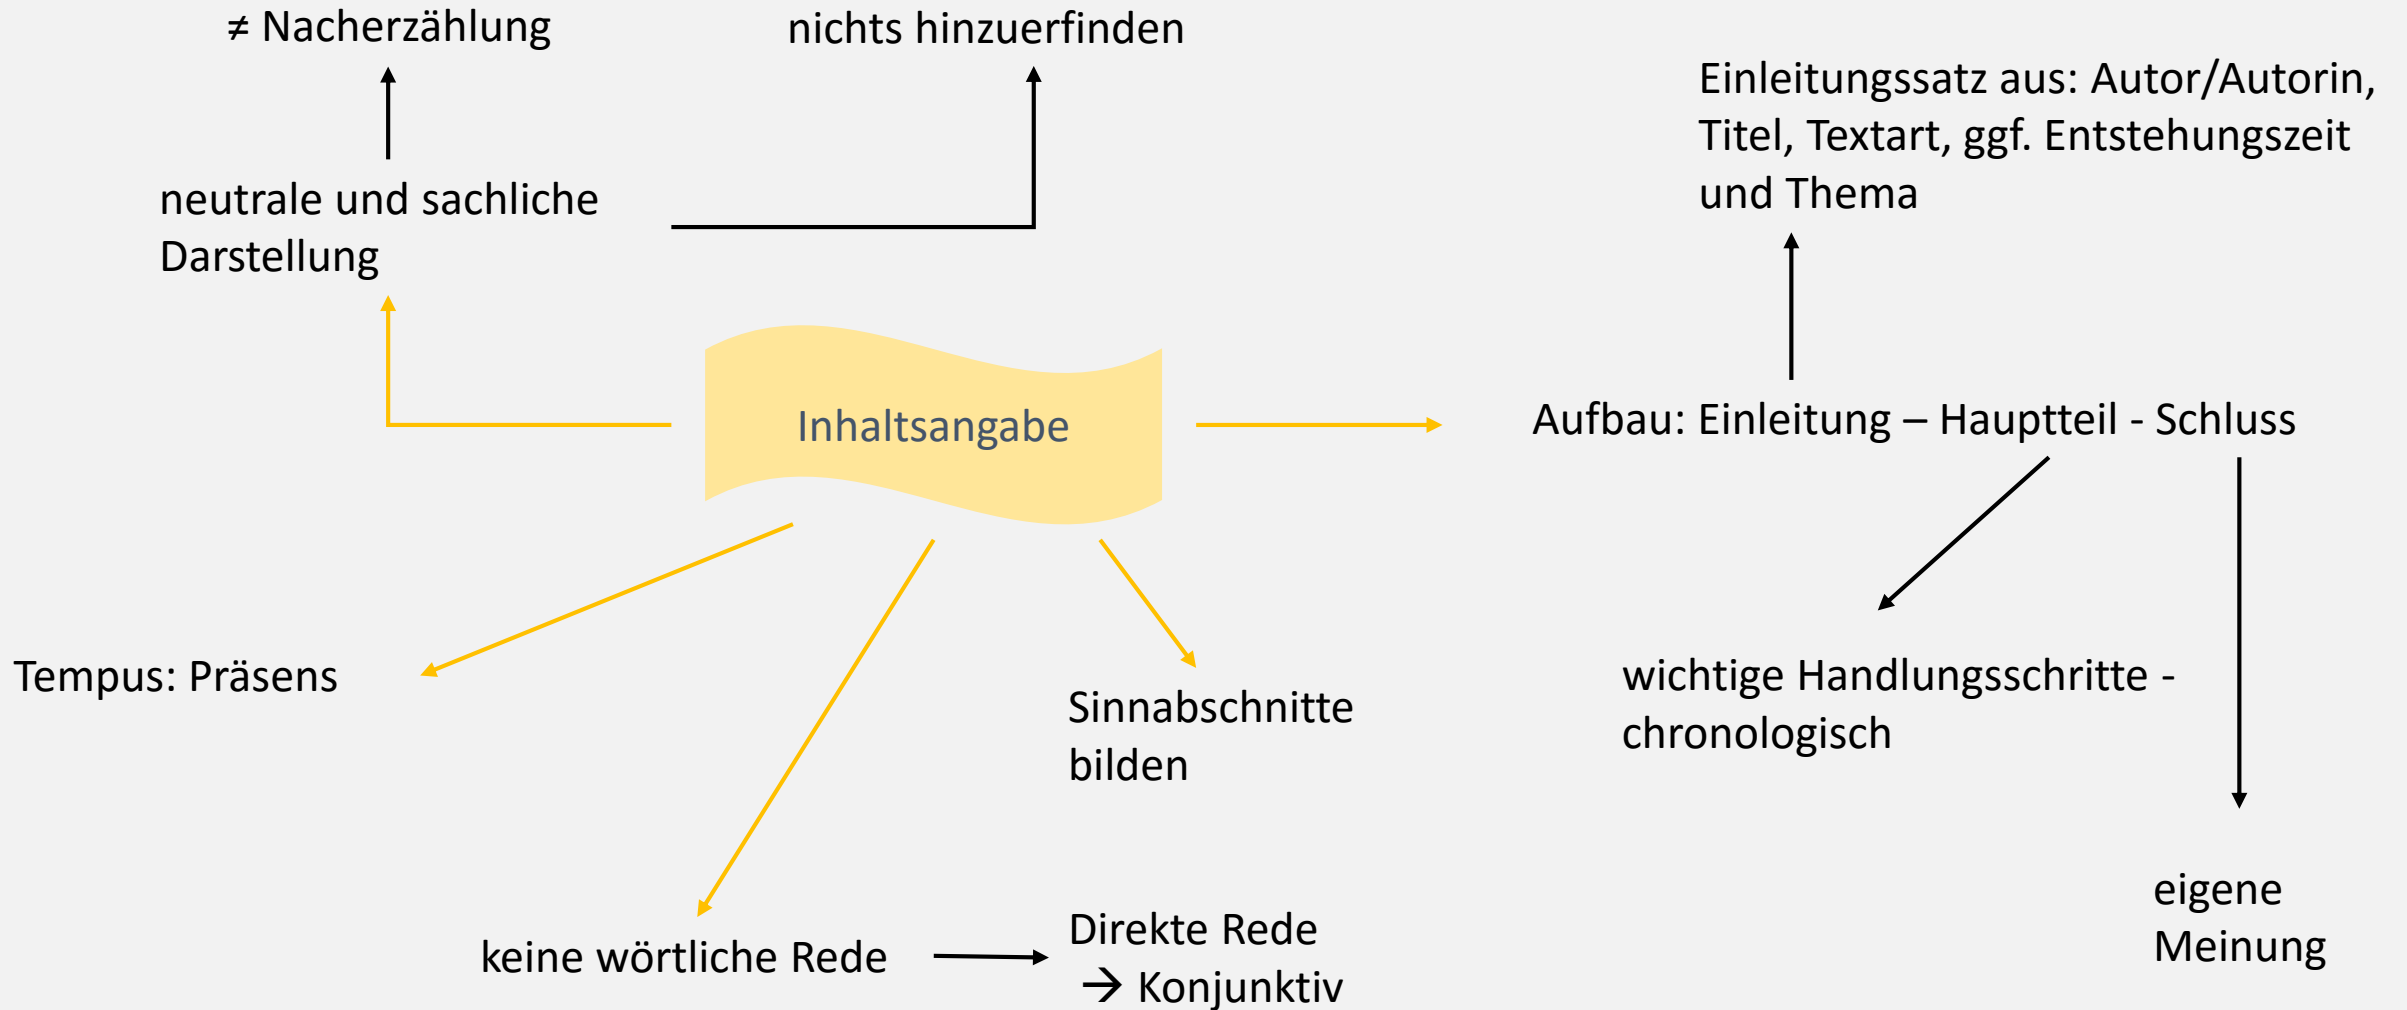 ≠ Nacherzählung
nichts hinzuerfinden
Einleitungssatz aus: Autor/Autorin,
Titel, Textart, ggf. Entstehungszeit
und Thema
neutrale und sachliche
Darstellung
Inhaltsangabe
Aufbau: Einleitung – Hauptteil - Schluss
Tempus: Präsens
Sinnabschnitte
bilden
wichtige Handlungsschritte -
chronologisch
keine wörtliche Rede
Direkte Rede
→ Konjunktiv
eigene
Meinung